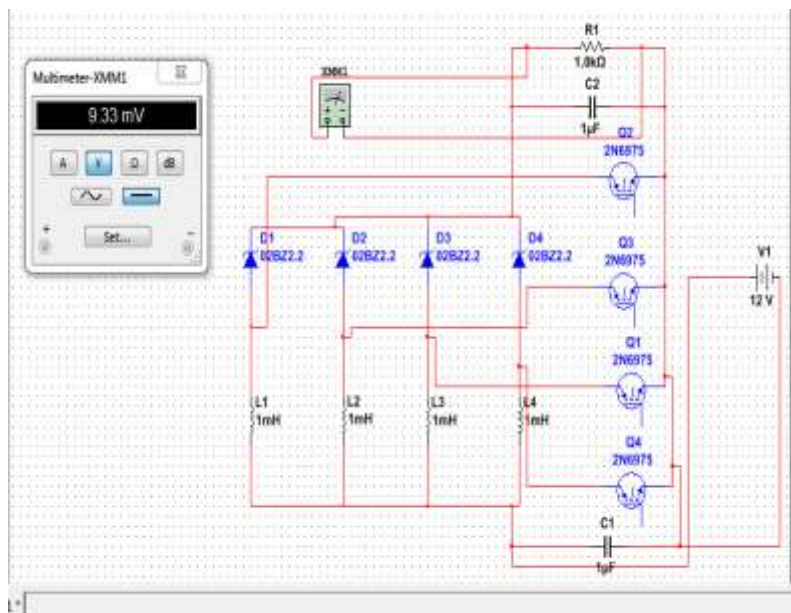 R1
1.0kΩ
C2
1µF
XMM1
Multimeter-XMM1
9.33 mV
A V Ω dB
+ Set... -
Q2
2N6975
D1
02BZ2.2
D2
02BZ2.2
D3
02BZ2.2
D4
02BZ2.2
Q3
2N6975
V1
12 V
Q1
2N6975
L1
1mH
L2
1mH
L3
1mH
L4
1mH
Q4
2N6975
C1
1µF